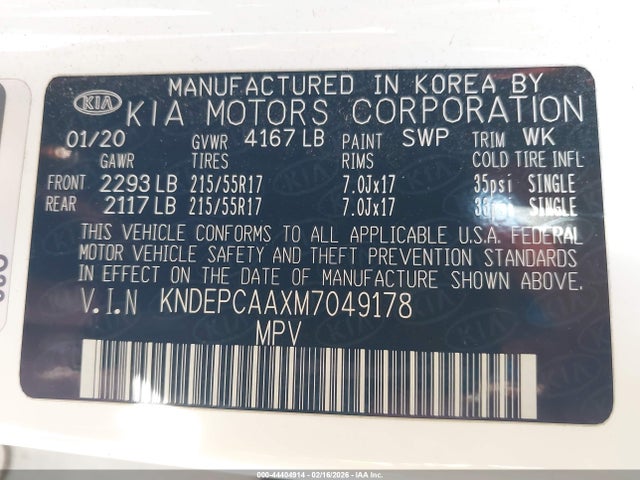 MANUFACTURED IN KOREA BY
KIA KIA MOTORS CORPORATION
01/20 GVWR 4167 LB PAINT SWP TRIM WK
GAWR TIRES RIMS COLD TIRE INFL
FRONT 2293 LB 215/55R17 7.0Jx17 35psi SINGLE
REAR 2117 LB 215/55R17 7.0Jx17 SINGLE
THIS VEHICLE CONFORMS TO ALL APPLICABLE U.S.A. FEDERAL
MOTOR VEHICLE SAFETY AND THEFT PREVENTION STANDARDS
IN EFFECT ON THE DATE OF MANUFACTURE SHOWN ABOVE.
V.I.N KNDEPCAAXM7049178
MPV
000-44404914 | 02/16/2026 - IAA Inc.